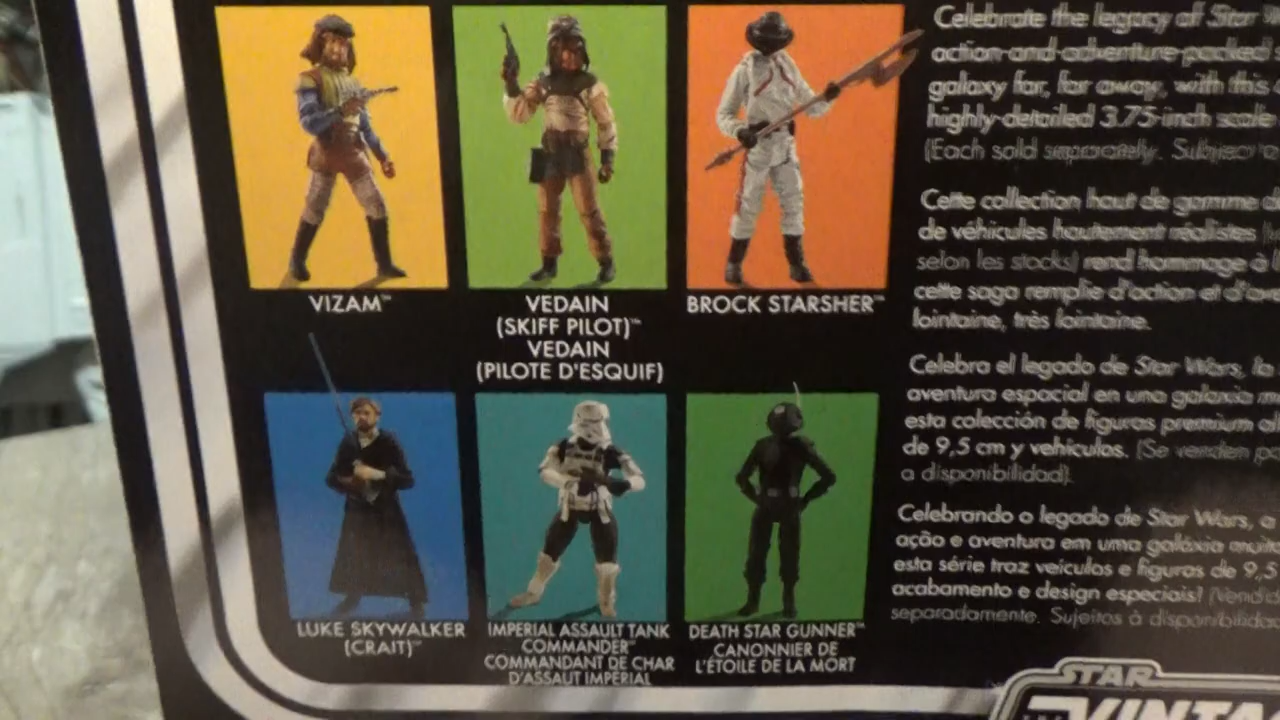 VIZAM™
VEDAIN
(SKIFF PILOT)™
VEDAIN
(PILOTE D'ESQUIF)
BROCK STARSHER™
LUKE SKYWALKER
(CRAIT)™
IMPERIAL ASSAULT TANK
COMMANDER™
COMMANDANT DE CHAR
D'ASSAUT IMPÉRIAL
DEATH STAR GUNNER™
CANONNIER DE
L'ÉTOILE DE LA MORT
Celebrate the legacy of Star
action-and-adventure-packed
galaxy far, far away, with this
highly-detailed 3.75-inch scale
(Each sold separately.
Cette collection haut de gamme
de véhicules hautement réalistes
selon les stocks) rend hommage à
cette saga remplie d'action et
lointaine, très lointaine.
Celebra el legado de Star Wars, la
aventura espacial en una galaxia
esta colección de figuras premium
de 9,5 cm y vehículos. (Se venden
a disponibilidad).
Celebrando o legado de Star Wars, a
ação e aventura em uma galáxia
esta série traz veículos e figuras de 9,5
acabamento e design especiais! 
separadamente. Sujeitos à
STAR